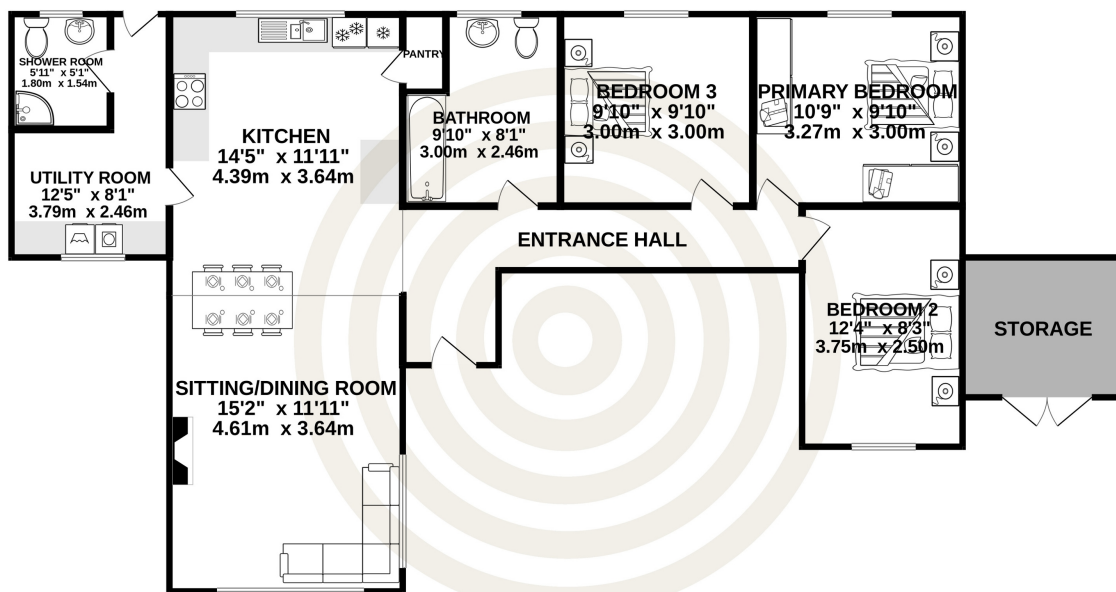 SHOWER ROOM
5'11" x 5'1"
1.80m x 1.54m
UTILITY ROOM
12'5" x 8'1"
3.79m x 2.46m
KITCHEN
14'5" x 11'11"
4.39m x 3.64m
PANTRY
BATHROOM
9'10" x 8'1"
3.00m x 2.46m
BEDROOM 3
9'10" x 9'10"
3.00m x 3.00m
PRIMARY BEDROOM
10'9" x 9'10"
3.27m x 3.00m
ENTRANCE HALL
BEDROOM 2
12'4" x 8'3"
3.75m x 2.50m
STORAGE
SITTING/DINING ROOM
15'2" x 11'11"
4.61m x 3.64m